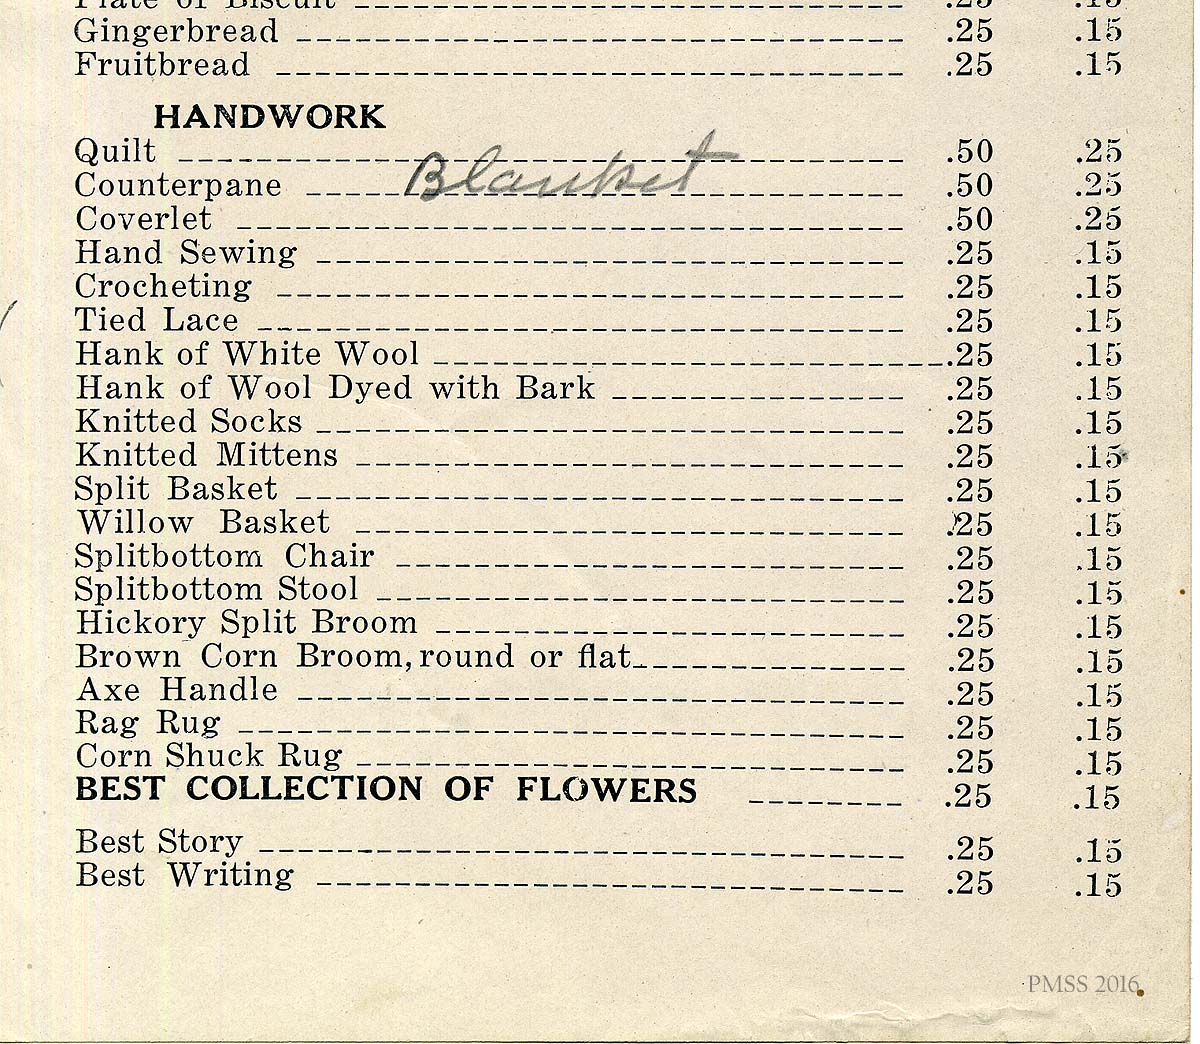 Plate of Biscuit .25 .15
Gingerbread .25 .15
Fruitbread .25 .15
HANDWORK
Quilt .50 .25
Blanket
Counterpane .50 .25
Coverlet .50 .25
Hand Sewing .25 .15
Crocheting .25 .15
Tied Lace .25 .15
Hank of White Wool .25 .15
Hank of Wool Dyed with Bark .25 .15
Knitted Socks .25 .15
Knitted Mittens .25 .15
Split Basket .25 .15
Willow Basket .25 .15
Splitbottom Chair .25 .15
Splitbottom Stool .25 .15
Hickory Split Broom .25 .15
Brown Corn Broom, round or flat .25 .15
Axe Handle .25 .15
Rag Rug .25 .15
Corn Shuck Rug .25 .15
BEST COLLECTION OF FLOWERS .25 .15
Best Story .25 .15
Best Writing .25 .15
PMSS 2016